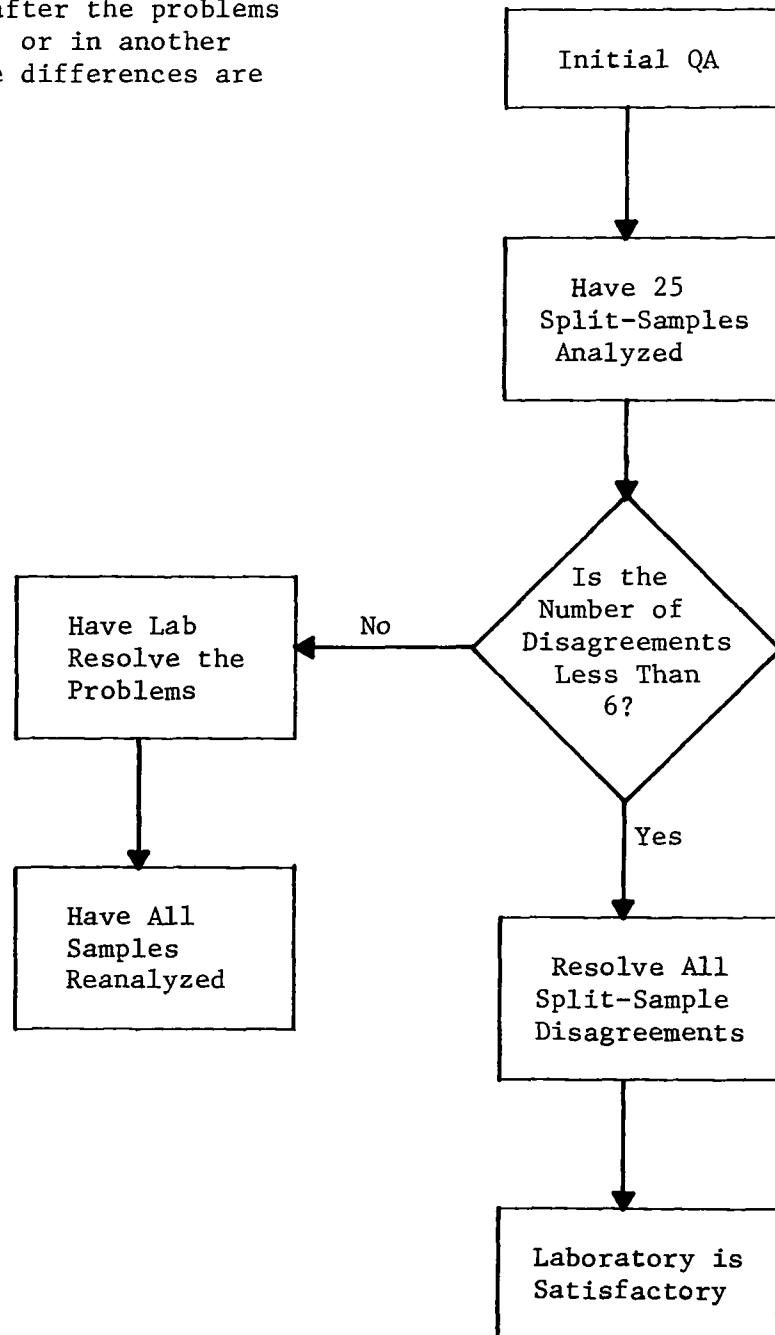 after the problems
or in another
differences are
Initial QA
Have 25
Split-Samples
Analyzed
Is the
Number of
Disagreements
Less Than
6?
No
Have Lab
Resolve the
Problems
Yes
Have All
Samples
Reanalyzed
Resolve All
Split-Sample
Disagreements
Laboratory is
Satisfactory